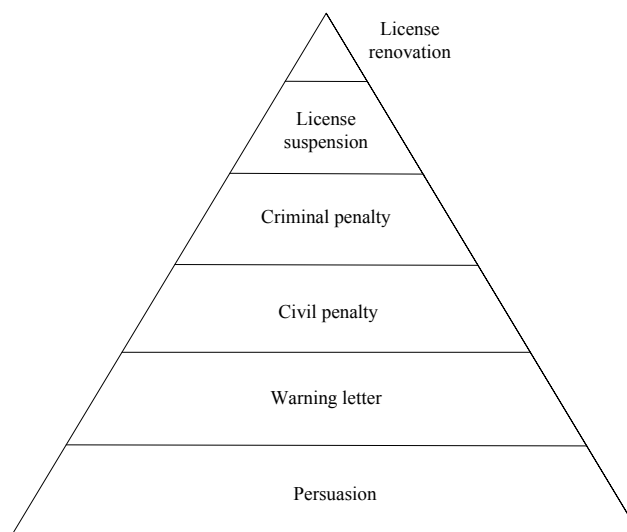 License
renovation
License
suspension
Criminal penalty
Civil penalty
Warning letter
Persuasion